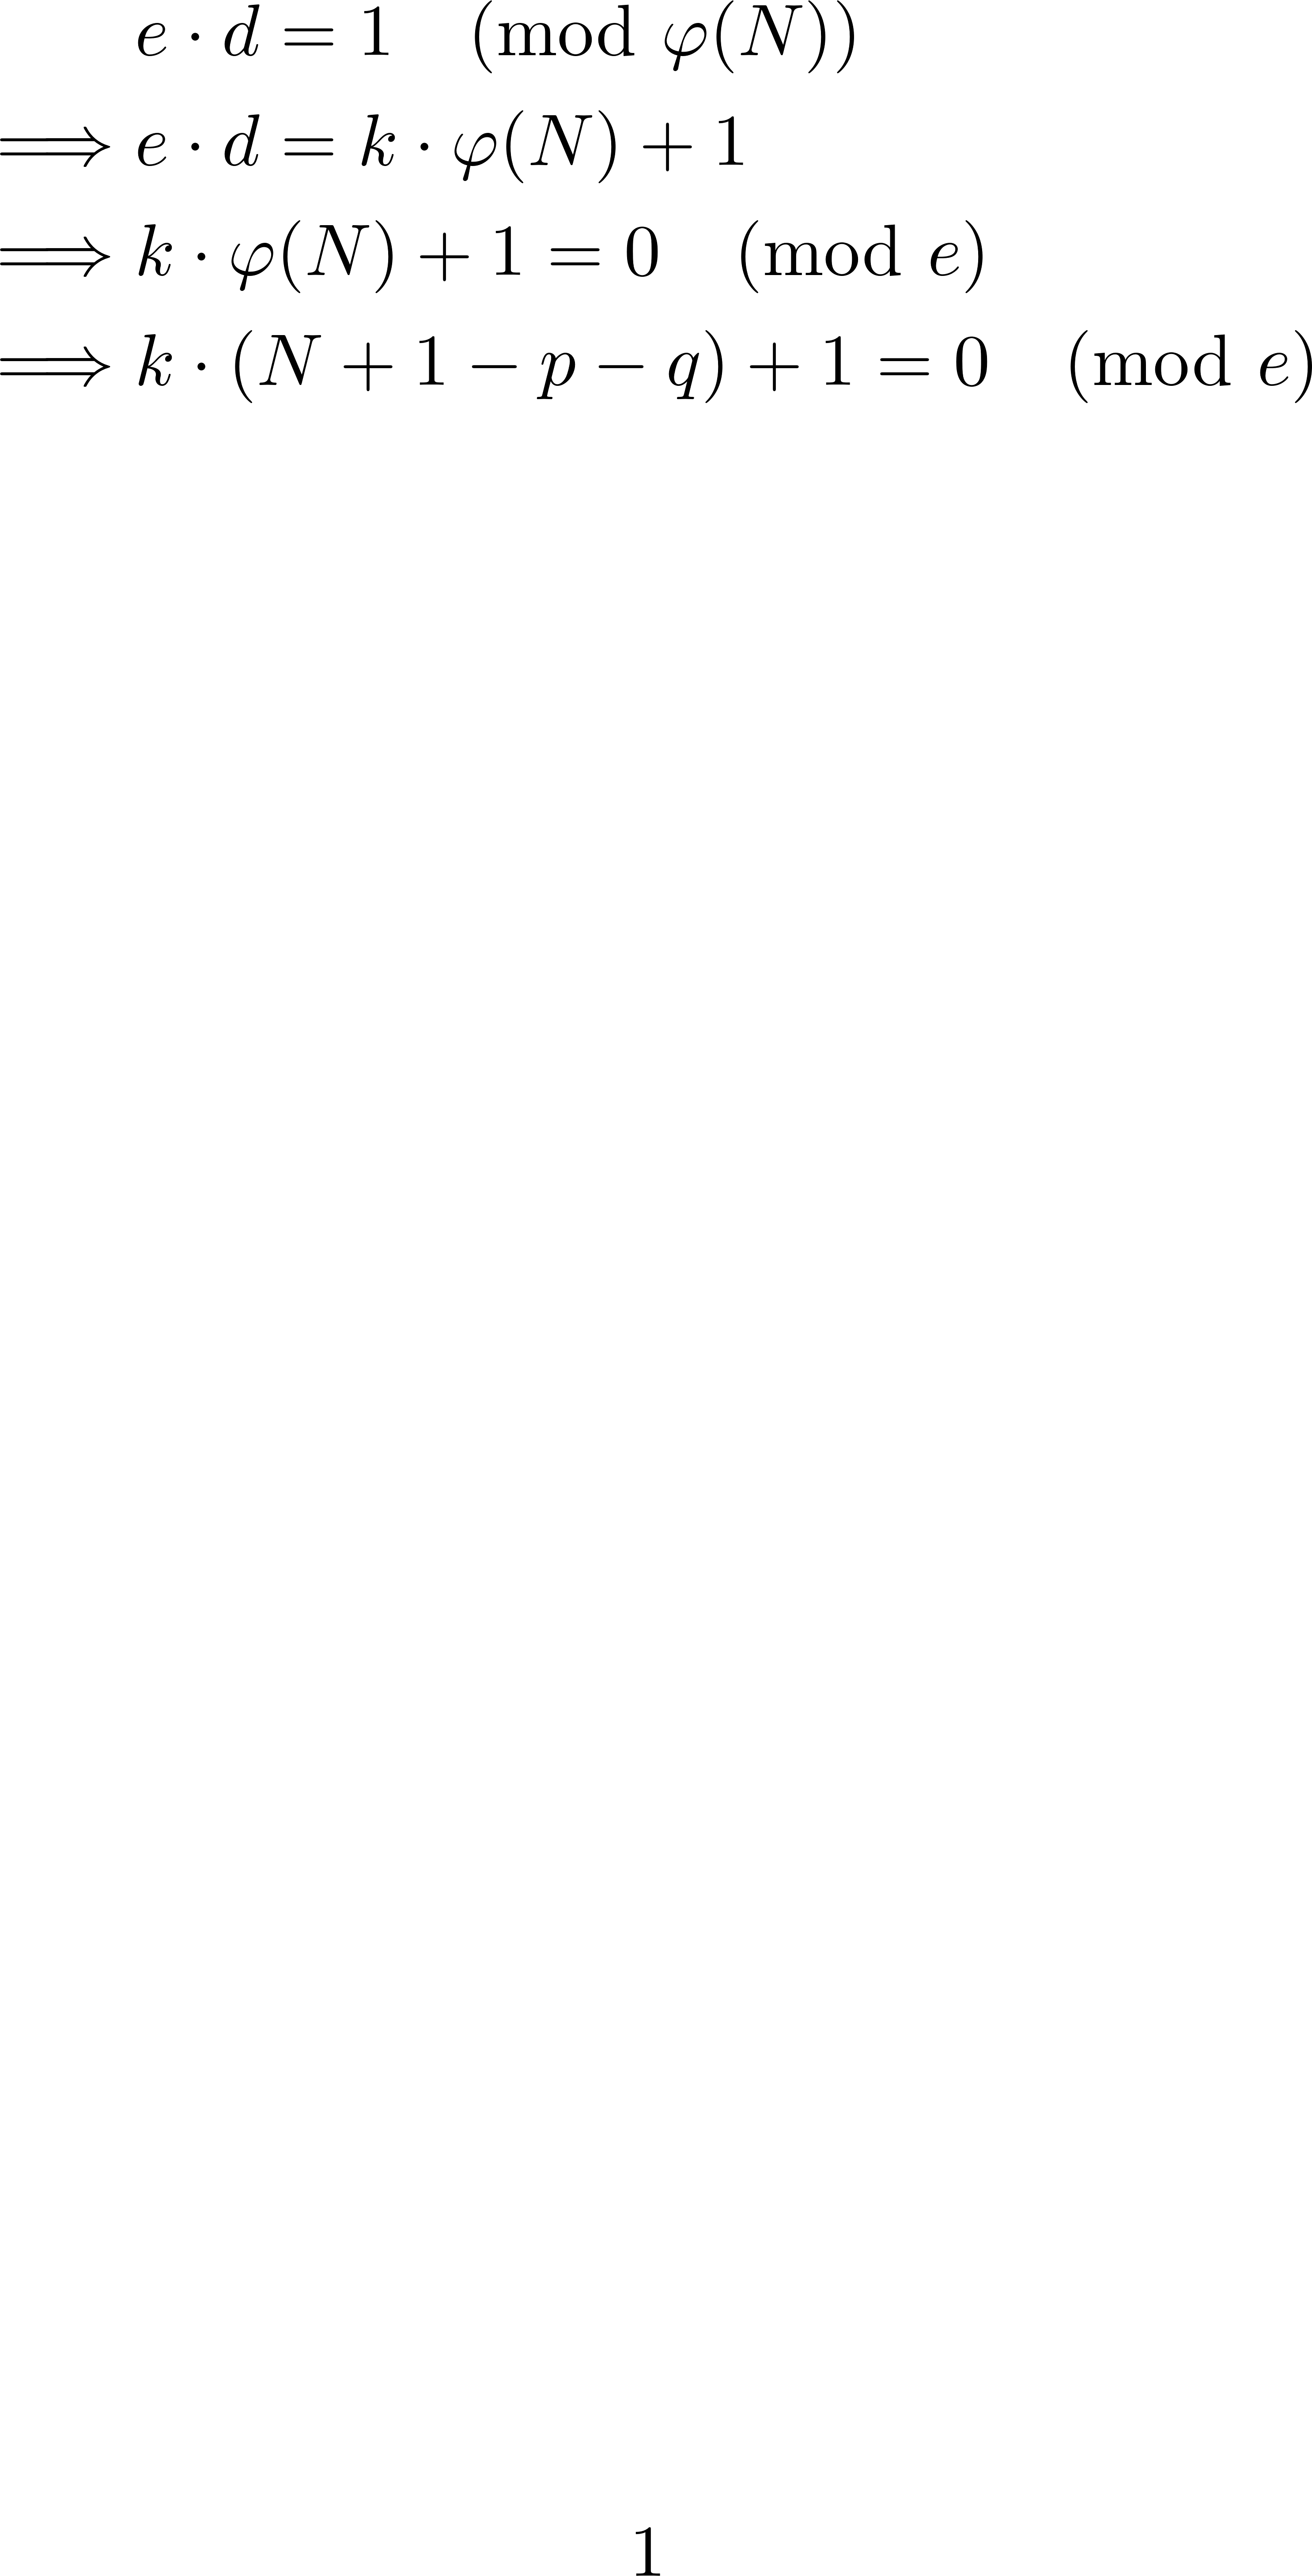 e · d = 1 (mod φ(N))
⟹ e · d = k · φ(N) + 1
⟹ k · φ(N) + 1 = 0 (mod e)
⟹ k · (N + 1 − p − q) + 1 = 0 (mod e)
1